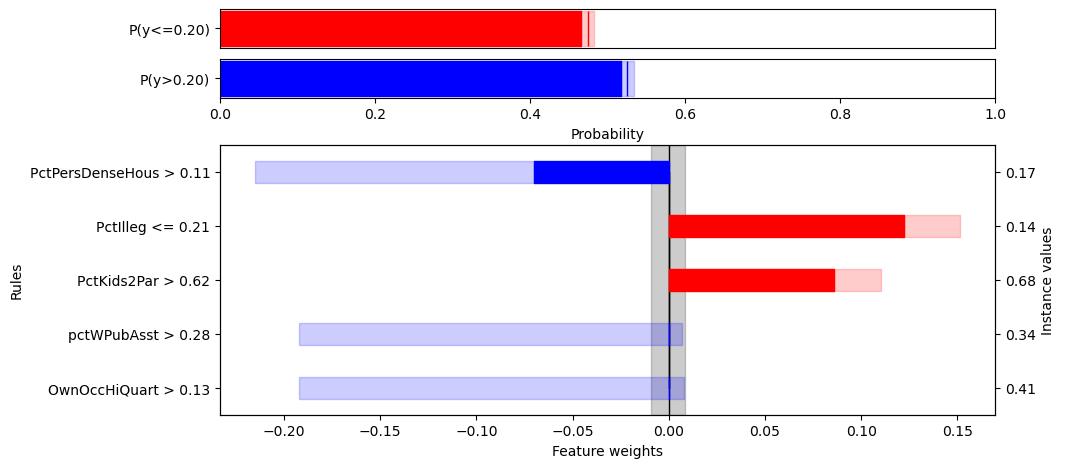 P(y<=0.20)
P(y>0.20)
0.0 0.2 0.4 0.6 0.8 1.0
Probability
PctPersDenseHous > 0.11 0.17
PctIlleg <= 0.21 0.14
PctKids2Par > 0.62 0.68
pctWPubAsst > 0.28 0.34
OwnOccHiQuart > 0.13 0.41
Rules
Instance values
−0.20 −0.15 −0.10 −0.05 0.00 0.05 0.10 0.15
Feature weights